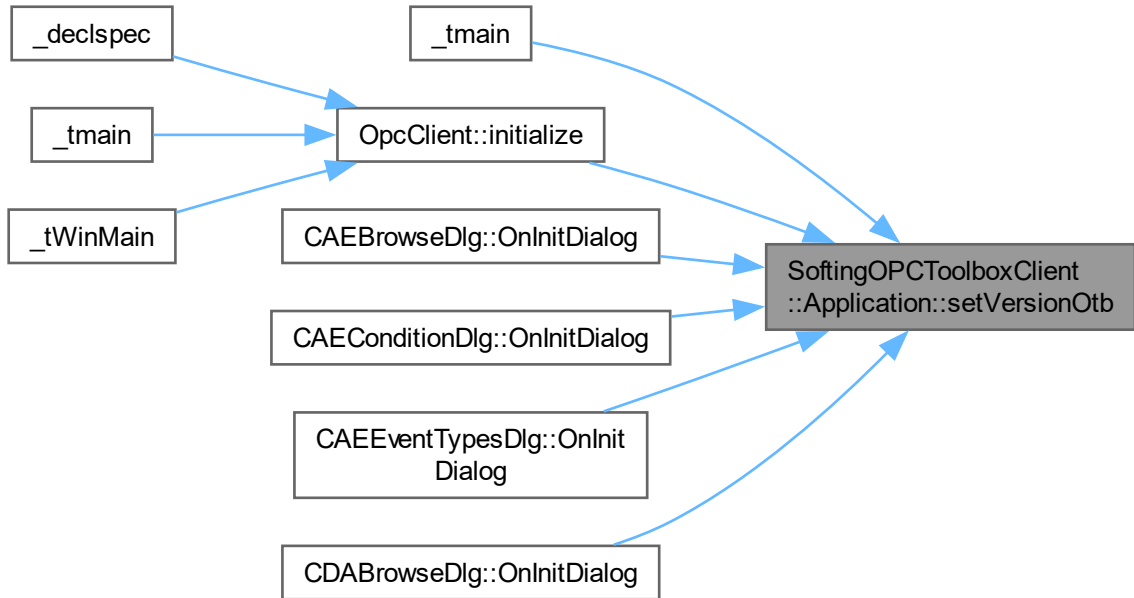 _declspec
_tmain
_tmain
OpcClient::initialize
_tWinMain
CAEBrowseDlg::OnInitDialog
SoftingOPCToolboxClient
::Application::setVersionOtb
CAEConditionDlg::OnInitDialog
CAEEventTypesDlg::OnInit
Dialog
CDABrowseDlg::OnInitDialog